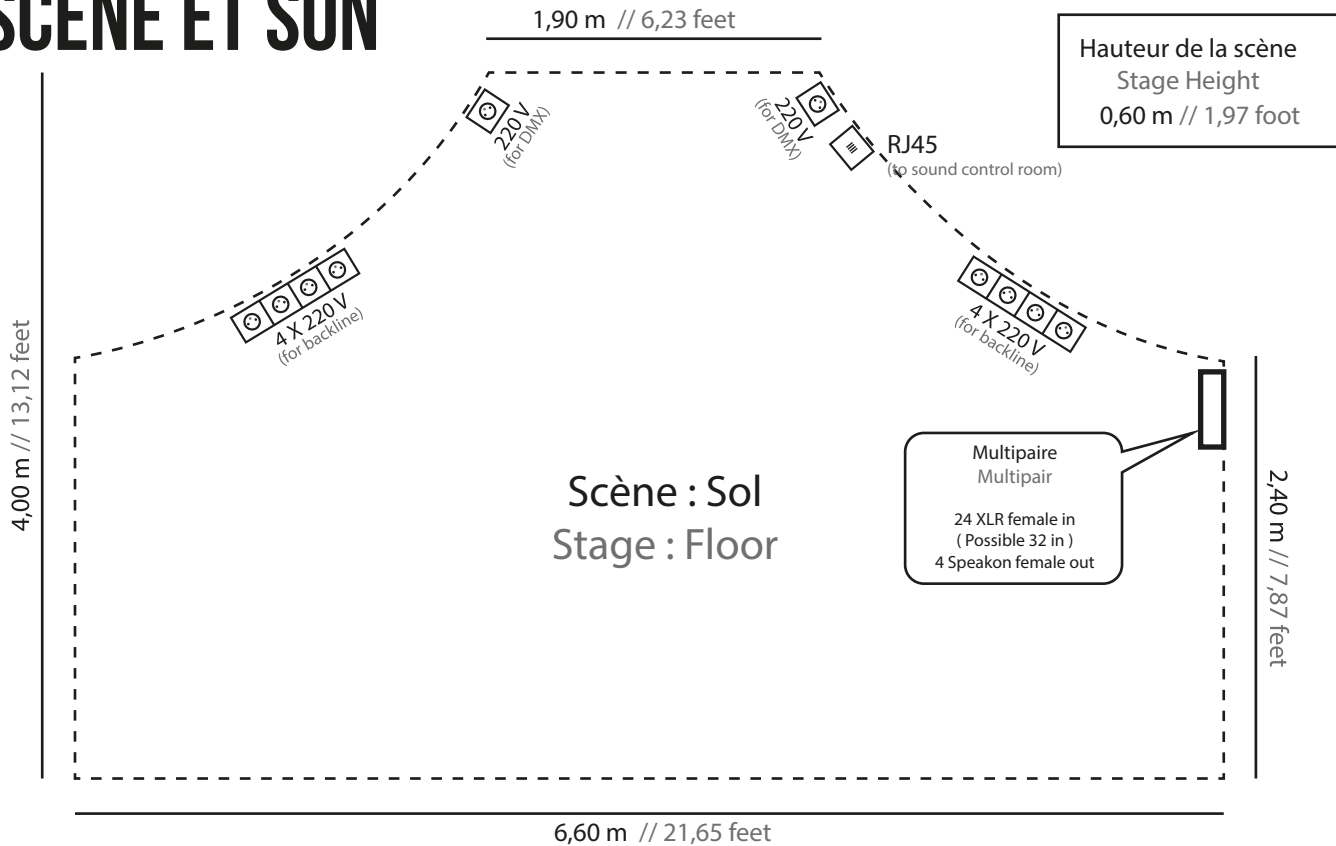 SCÈNE ET SON
1,90 m // 6,23 feet
Hauteur de la scène
Stage Height
0,60 m // 1,97 foot
220 V
(for DMX)
220 V
(for DMX)
RJ45
(to sound control room)
4 X 220 V
(for backline)
4 X 220 V
(for backline)
4,00 m // 13,12 feet
Multipaire
Multipair
24 XLR female in
( Possible 32 in )
4 Speakon female out
Scène : Sol
Stage : Floor
2,40 m // 7,87 feet
6,60 m // 21,65 feet